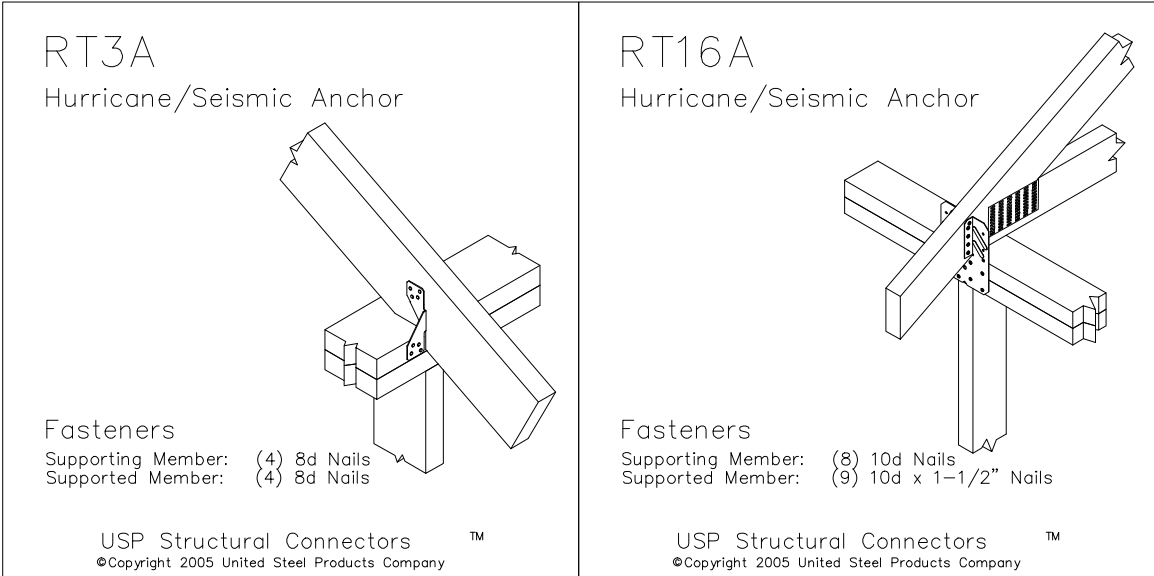 RT3A
Hurricane/Seismic Anchor
Fasteners
Supporting Member: (4) 8d Nails
Supported Member: (4) 8d Nails
USP Structural Connectors ™
©Copyright 2005 United Steel Products Company
RT16A
Hurricane/Seismic Anchor
Fasteners
Supporting Member: (8) 10d Nails
Supported Member: (9) 10d x 1-1/2” Nails
USP Structural Connectors ™
©Copyright 2005 United Steel Products Company